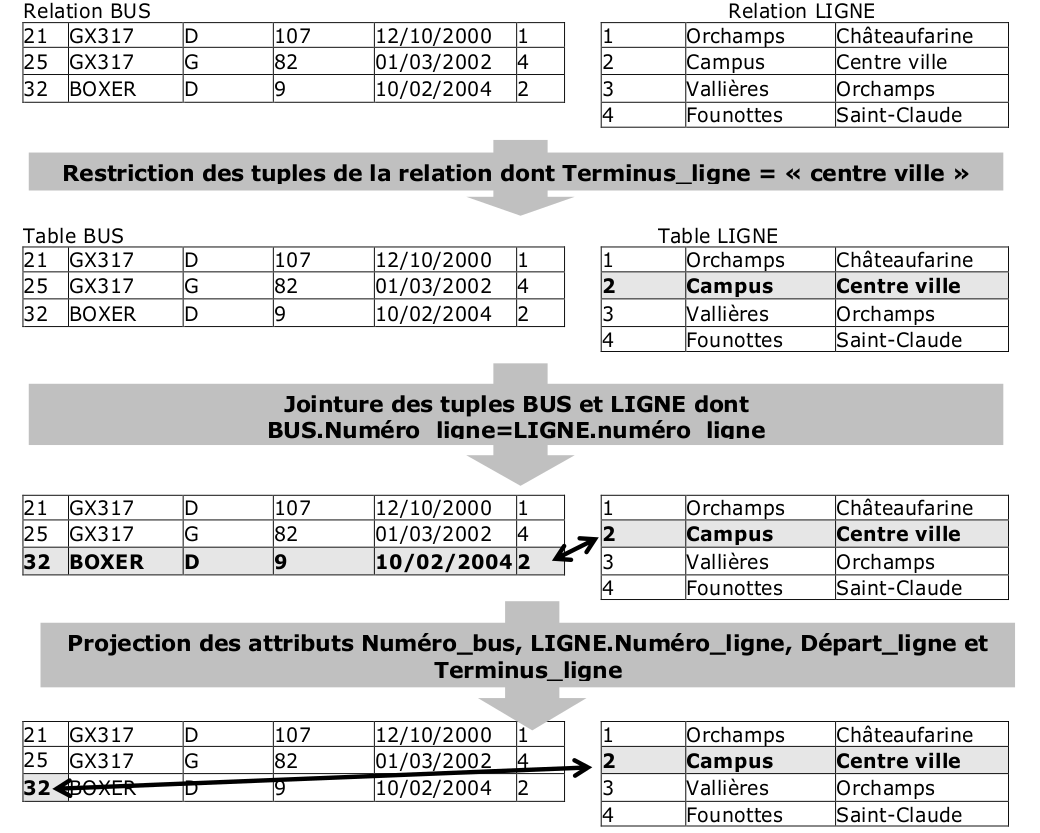 Relation BUS
21 GX317 D 107 12/10/2000 1
25 GX317 G 82 01/03/2002 4
32 BOXER D 9 10/02/2004 2
Relation LIGNE
1 Orchamps Châteaufarine
2 Campus Centre ville
3 Vallières Orchamps
4 Founottes Saint-Claude
Restriction des tuples de la relation dont Terminus_ligne = « centre ville »
Table BUS
21 GX317 D 107 12/10/2000 1
25 GX317 G 82 01/03/2002 4
32 BOXER D 9 10/02/2004 2
Table LIGNE
1 Orchamps Châteaufarine
2 Campus Centre ville
3 Vallières Orchamps
4 Founottes Saint-Claude
Jointure des tuples BUS et LIGNE dont
BUS.Numéro_ligne=LIGNE.numéro_ligne
21 GX317 D 107 12/10/2000 1
25 GX317 G 82 01/03/2002 4
32 BOXER D 9 10/02/2004 2
1 Orchamps Châteaufarine
2 Campus Centre ville
3 Vallières Orchamps
4 Founottes Saint-Claude
Projection des attributs Numéro_bus, LIGNE.Numéro_ligne, Départ_ligne et
Terminus_ligne
21 GX317 D 107 12/10/2000 1
25 GX317 G 82 01/03/2002 4
32 BOXER D 9 10/02/2004 2
1 Orchamps Châteaufarine
2 Campus Centre ville
3 Vallières Orchamps
4 Founottes Saint-Claude